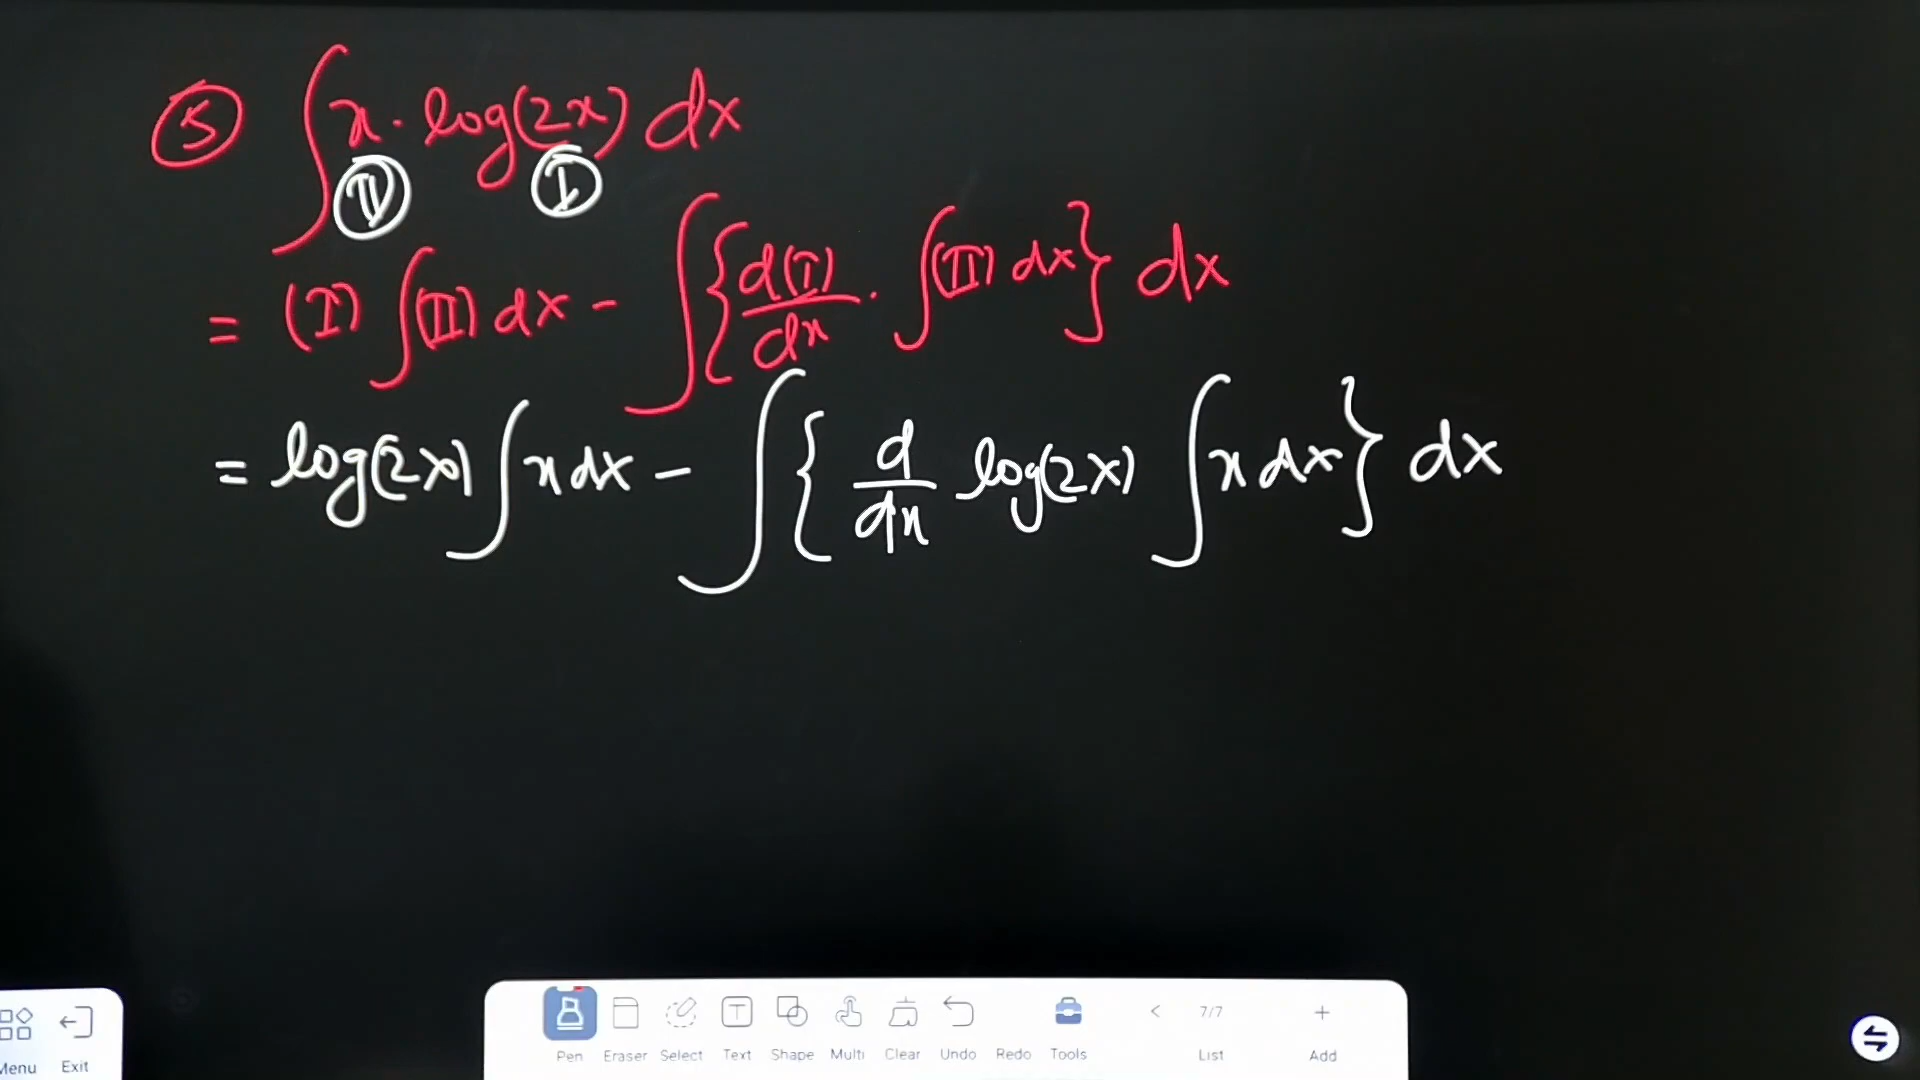 ⑤ ∫ x · log(2x) dx
Ⅱ Ⅰ
= (I) ∫(II) dx - ∫{ d(I)/dx · ∫(II) dx } dx
= log(2x) ∫x dx - ∫{ d/dx log(2x) ∫x dx } dx
Menu Exit Pen Eraser Select Text Shape Multi Clear Undo Redo Tools < 7/7 List + Add